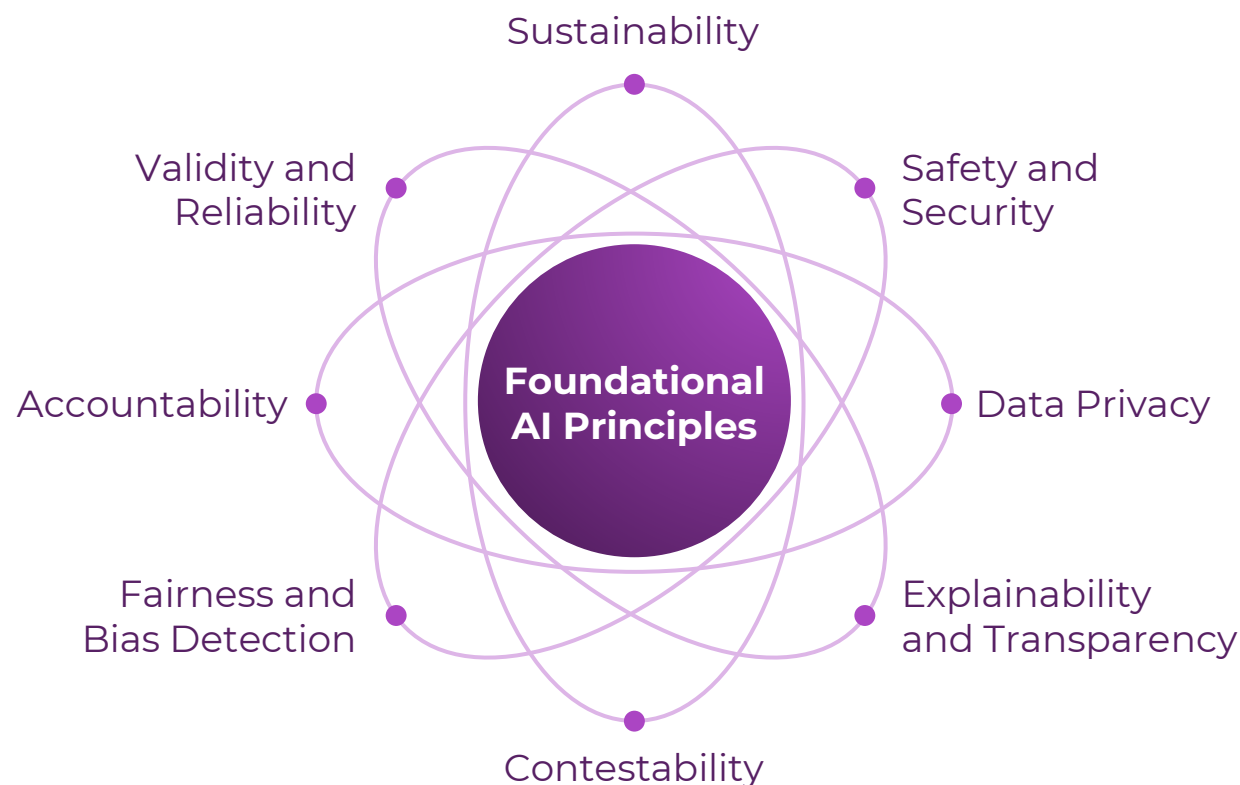 Sustainability
Validity and
Reliability
Safety and
Security
Foundational
AI Principles
Accountability
Data Privacy
Fairness and
Bias Detection
Explainability
and Transparency
Contestability